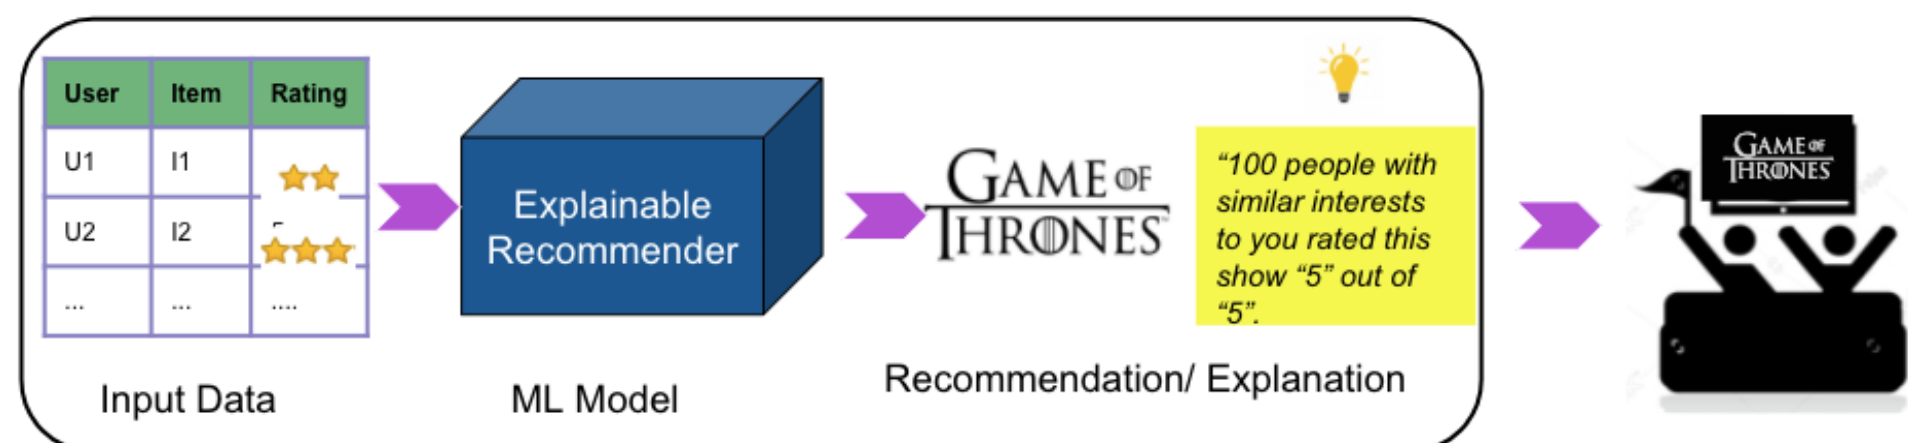 User Item Rating
U1 I1
U2 I2
... ... ....
Input Data
Explainable
Recommender
ML Model
GAME OF
THRONES
“100 people with
similar interests
to you rated this
show “5” out of
“5”.
Recommendation/ Explanation
GAME OF
THRONES